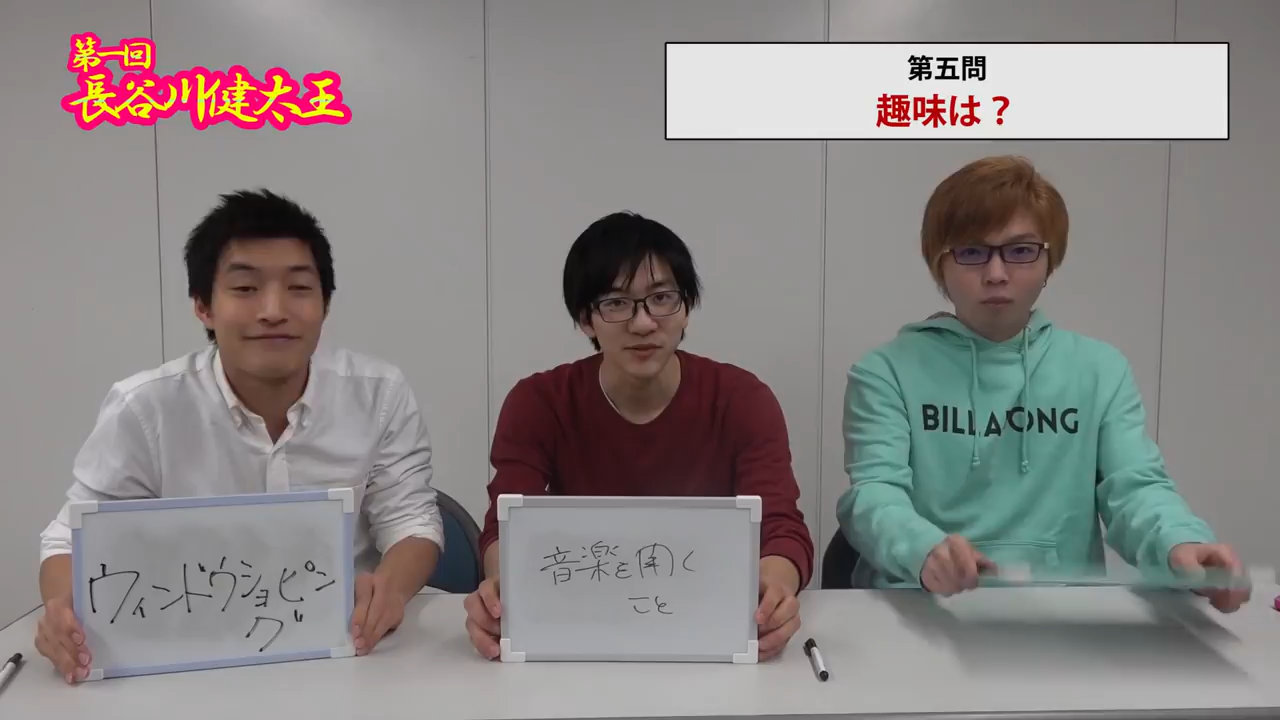 第一回
長谷川健太王
第五問
趣味は？
BILLABONG
ウィンドウショピン
グ
音楽を聞く
こと